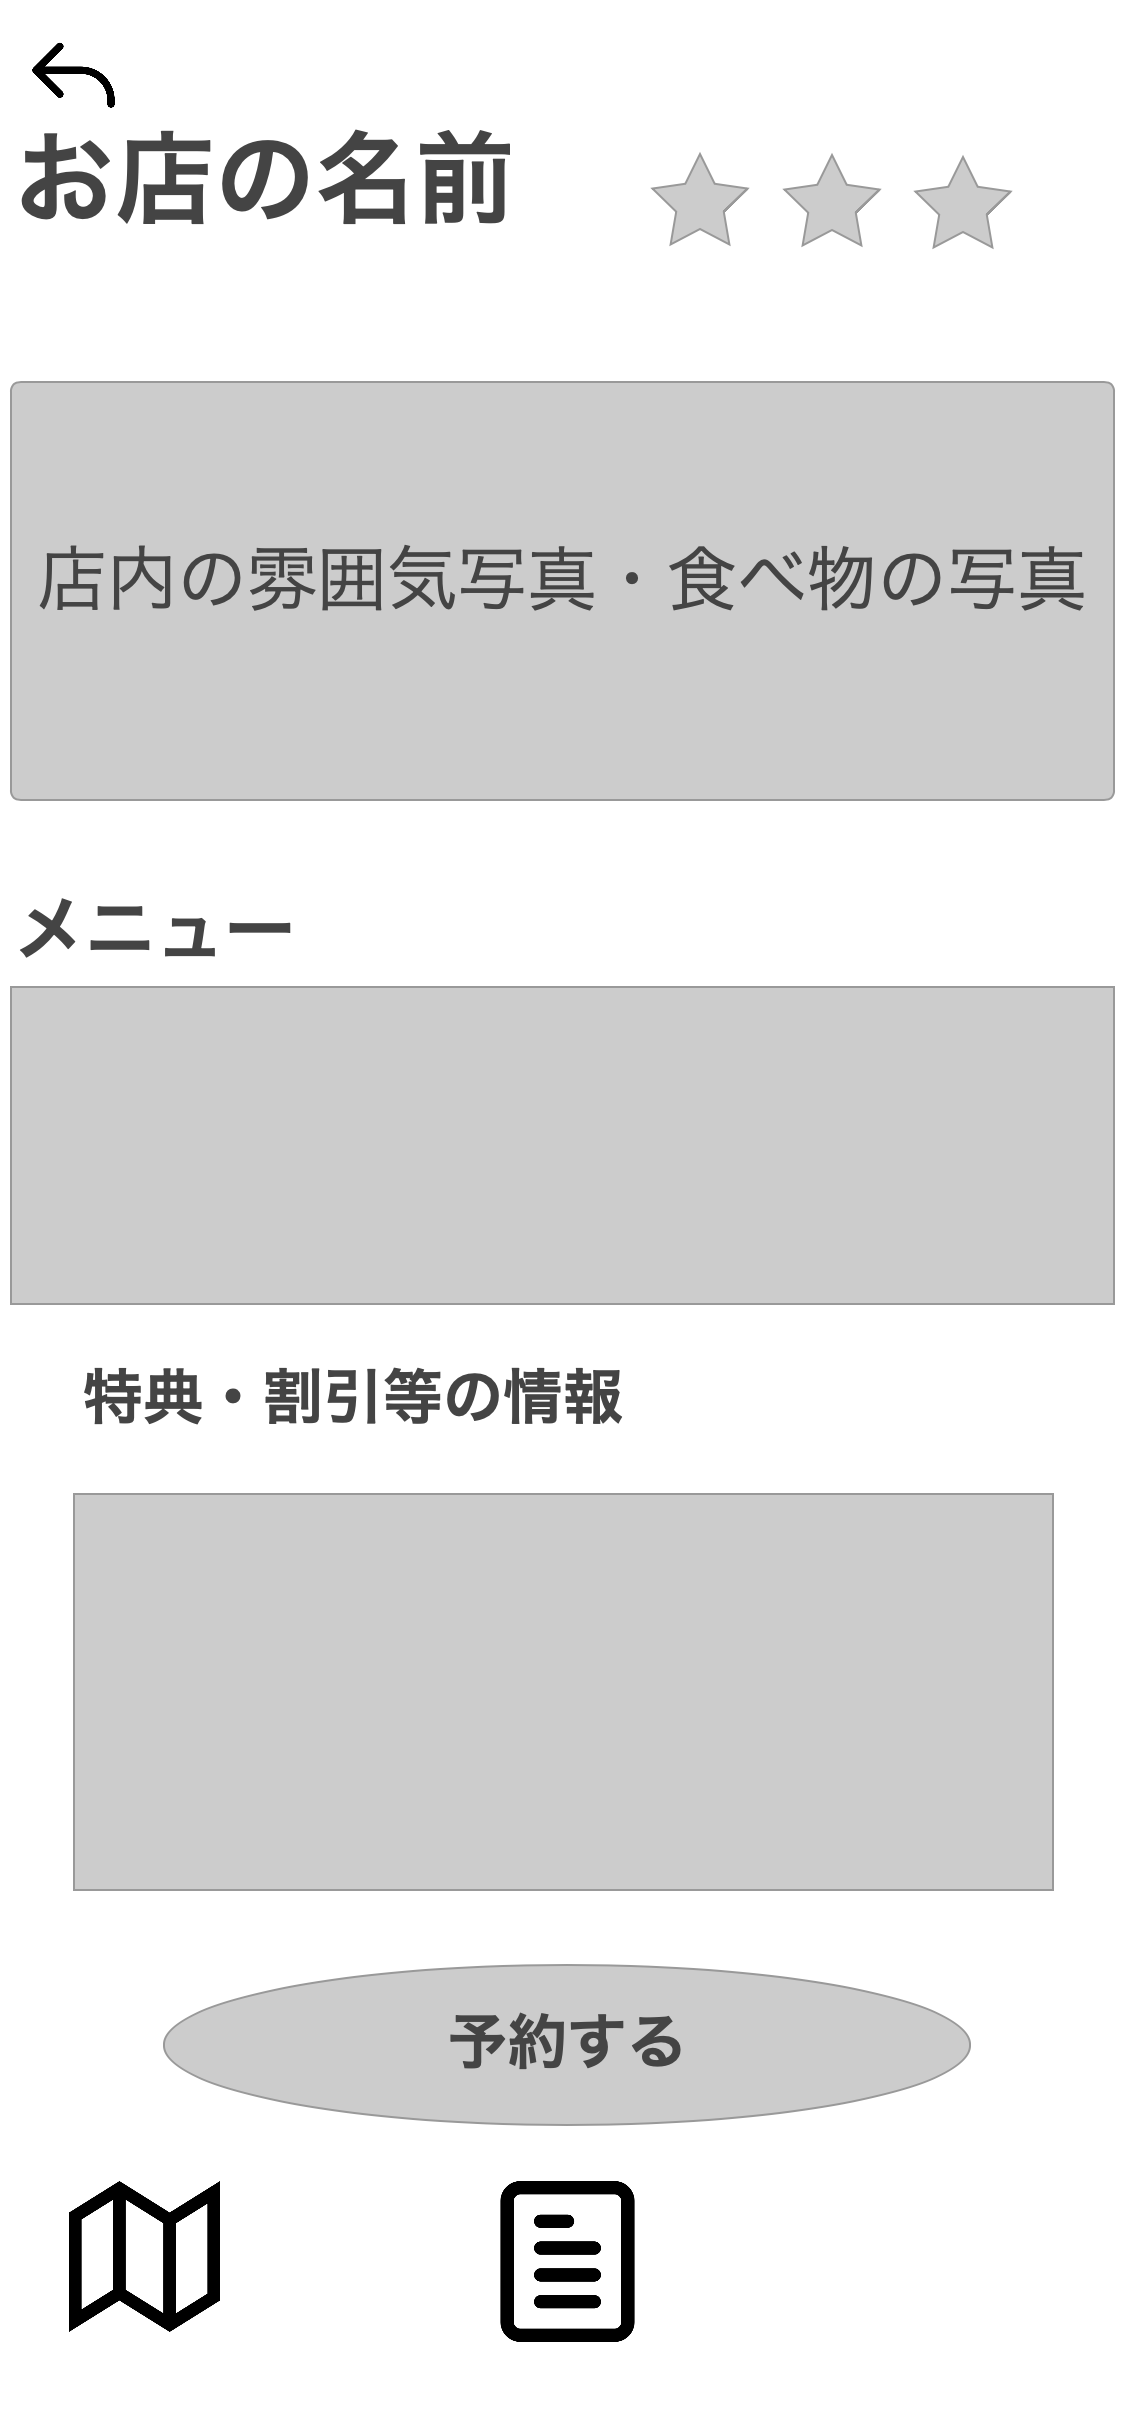 お店の名前
店内の雰囲気写真・食べ物の写真
メニュー
特典・割引等の情報
予約する